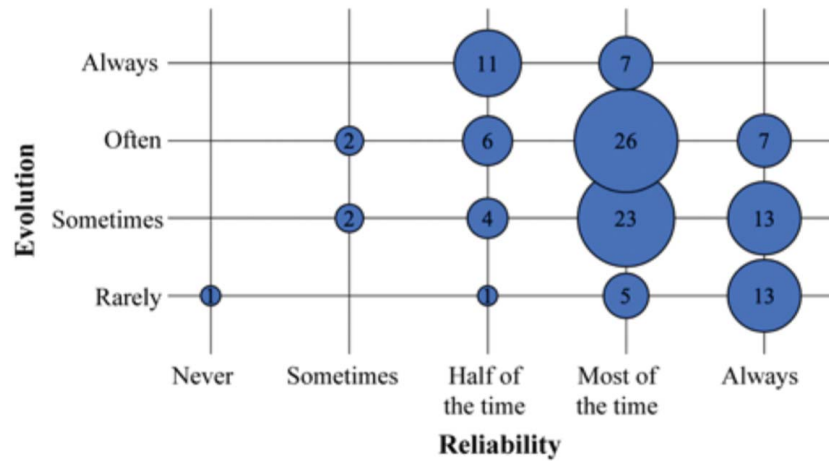 Evolution
Always 11 7
Often 2 6 26 7
Sometimes 2 4 23 13
Rarely 1 1 5 13
Never Sometimes Half of Most of Always
the time the time
Reliability